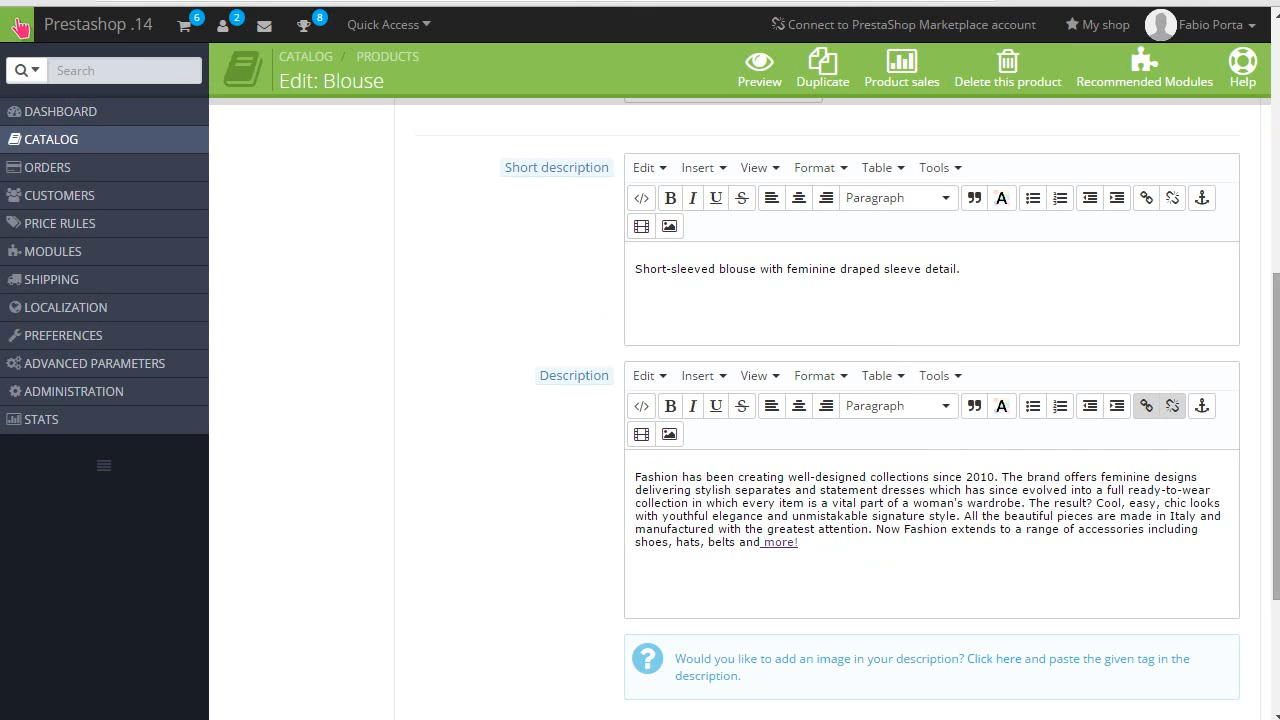 Prestashop .14
6
2
8
Quick Access
Connect to PrestaShop Marketplace account
My shop
Fabio Porta
Search
CATALOG / PRODUCTS
Edit: Blouse
Preview
Duplicate
Product sales
Delete this product
Recommended Modules
Help
DASHBOARD
CATALOG
ORDERS
CUSTOMERS
PRICE RULES
MODULES
SHIPPING
LOCALIZATION
PREFERENCES
ADVANCED PARAMETERS
ADMINISTRATION
STATS
Short description
Edit Insert View Format Table Tools
B I U S Paragraph A
Short-sleeved blouse with feminine draped sleeve detail.
Description
Edit Insert View Format Table Tools
B I U S Paragraph A
Fashion has been creating well-designed collections since 2010. The brand offers feminine designs
delivering stylish separates and statement dresses which has since evolved into a full ready-to-wear
collection in which every item is a vital part of a woman's wardrobe. The result? Cool, easy, chic looks
with youthful elegance and unmistakable signature style. All the beautiful pieces are made in Italy and
manufactured with the greatest attention. Now Fashion extends to a range of accessories including
shoes, hats, belts and more!
Would you like to add an image in your description? Click here and paste the given tag in the
description.